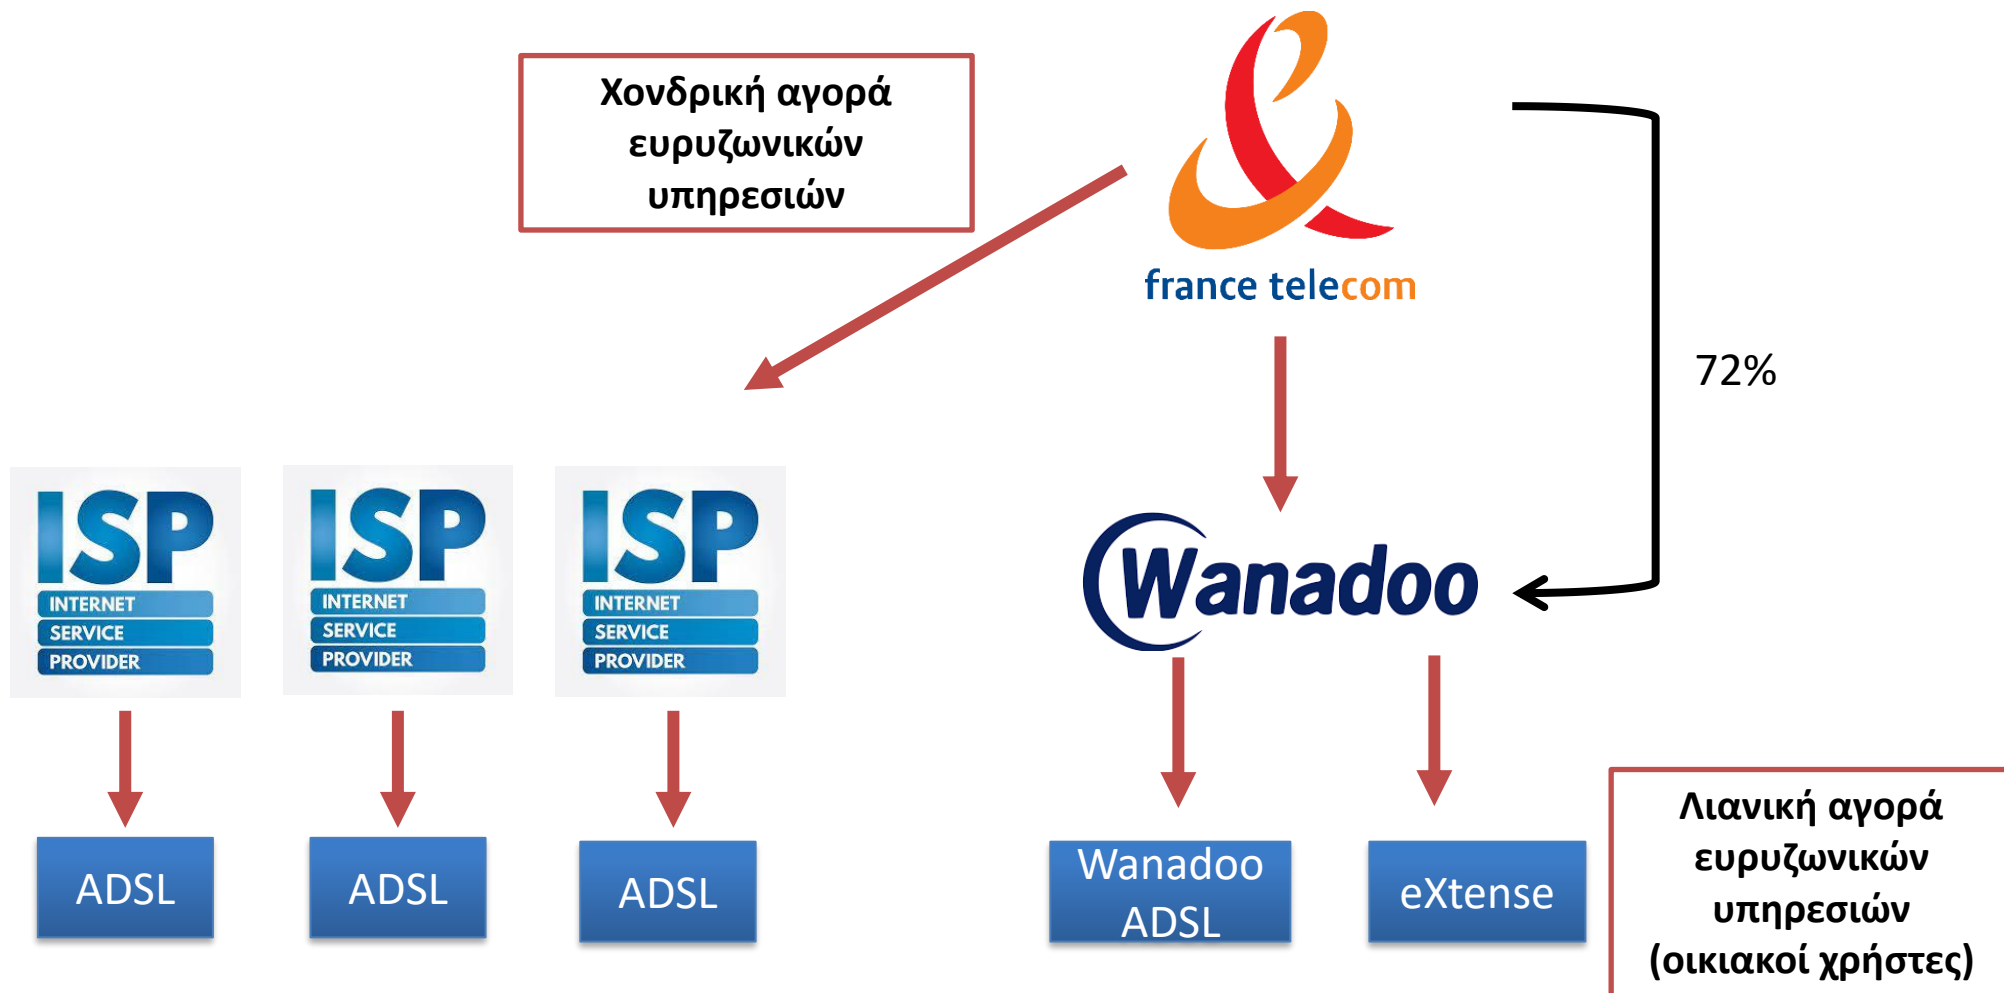 Χονδρική αγορά
ευρυζωνικών
υπηρεσιών
france telecom
72%
ISP
INTERNET
SERVICE
PROVIDER
ISP
INTERNET
SERVICE
PROVIDER
ISP
INTERNET
SERVICE
PROVIDER
Wanadoo
ADSL
ADSL
ADSL
Wanadoo
ADSL
eXtense
Λιανική αγορά
ευρυζωνικών
υπηρεσιών
(οικιακοί χρήστες)